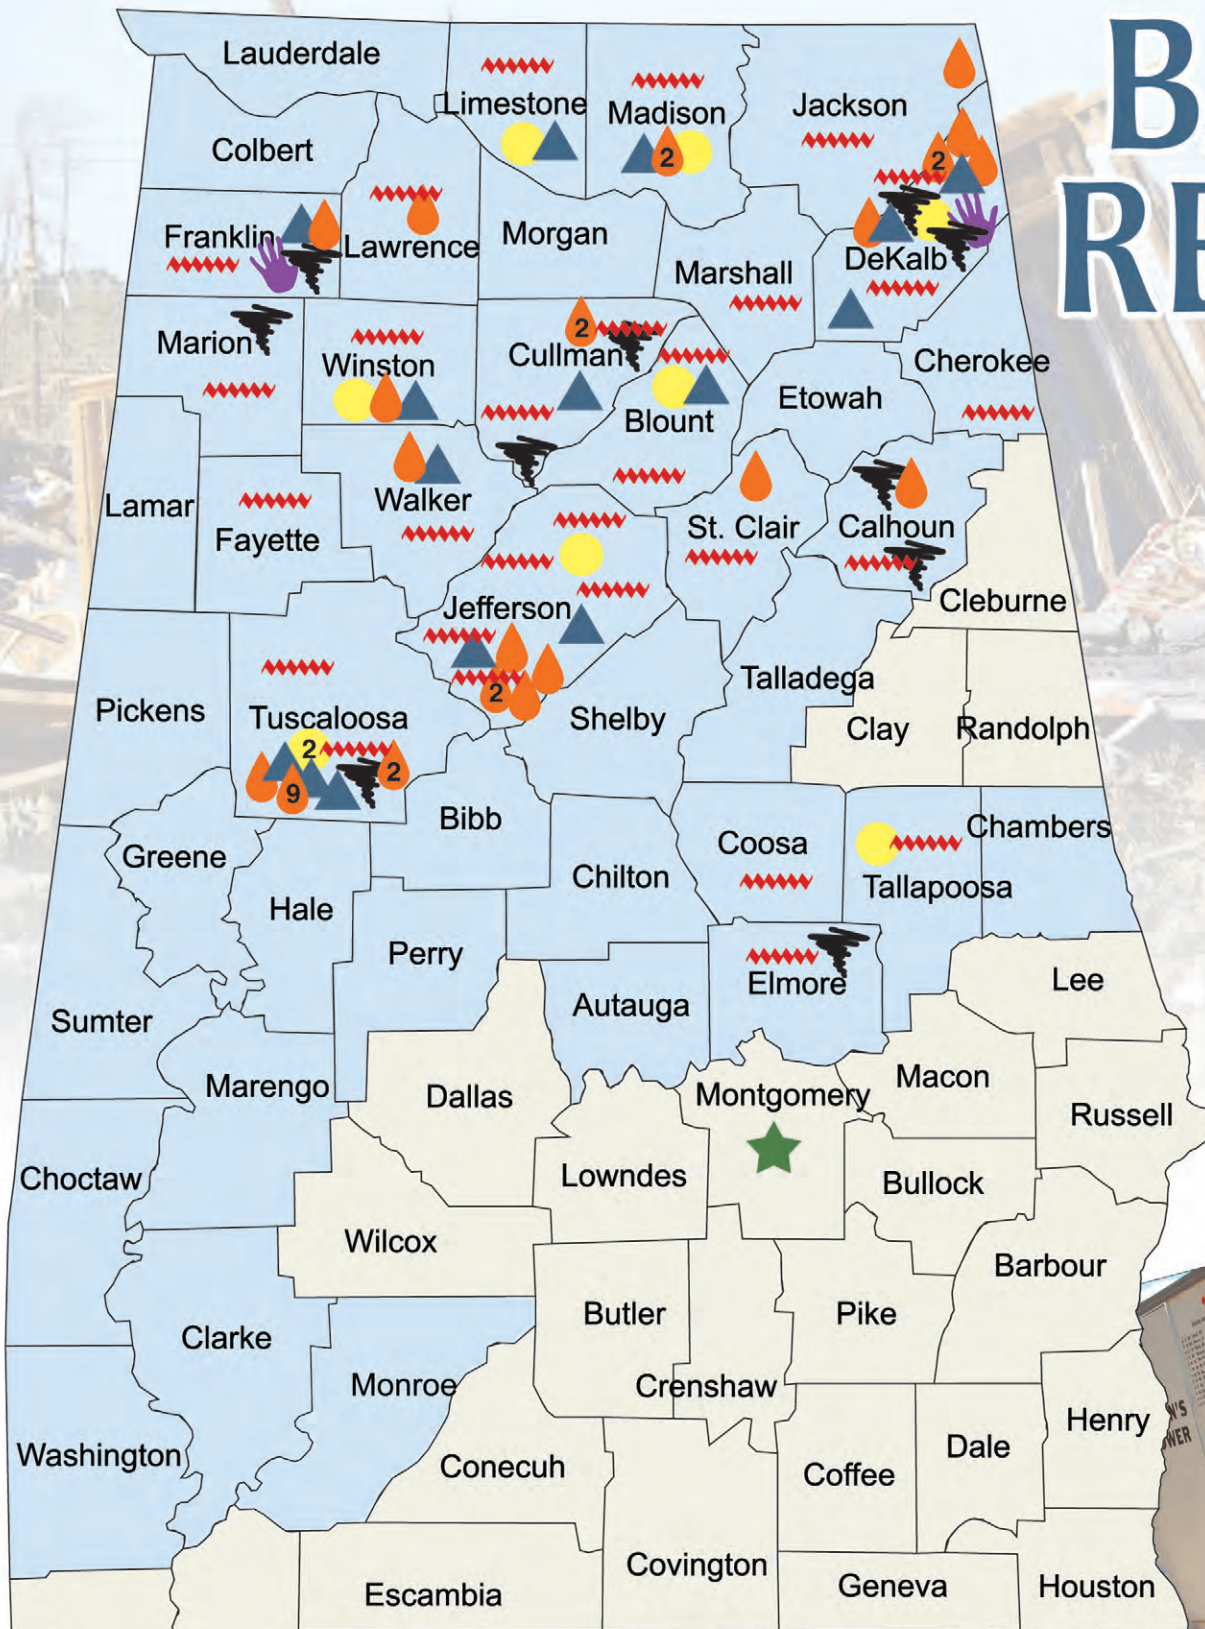 B
RE
Lauderdale
Limestone
Madison
Jackson
Colbert
Franklin
Lawrence
Morgan
Marshall
DeKalb
2
2
Marion
Winston
Cullman
2
Cherokee
Blount
Etowah
Lamar
Fayette
Walker
St. Clair
Calhoun
Jefferson
2
Cleburne
Pickens
Tuscaloosa
2
2
9
Shelby
Talladega
Clay
Randolph
Greene
Bibb
Coosa
Chambers
Hale
Chilton
Tallapoosa
Perry
Sumter
Autauga
Elmore
Lee
Marengo
Dallas
Montgomery
Macon
Russell
Choctaw
Lowndes
Bullock
Wilcox
Barbour
Clarke
Butler
Pike
Monroe
Crenshaw
Washington
Conecuh
Coffee
Dale
Henry
N'S
WER
Escambia
Covington
Geneva
Houston